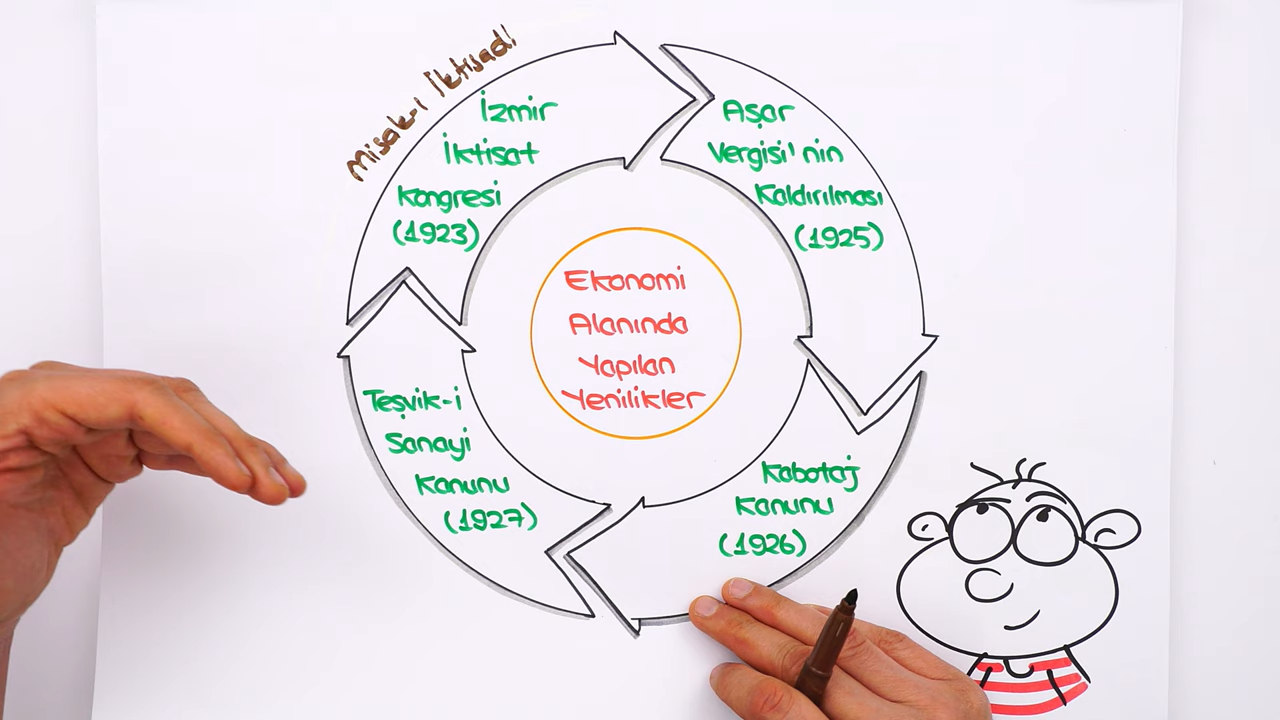 Misak-ı İktisadi
İzmir
İktisat
Kongresi
(1923)
Aşar
Vergisi'nin
Kaldırılması
(1925)
Ekonomi
Alanında
Yapılan
Yenilikler
Kabotaj
Kanunu
(1926)
Teşvik-i
Sanayi
Kanunu
(1927)